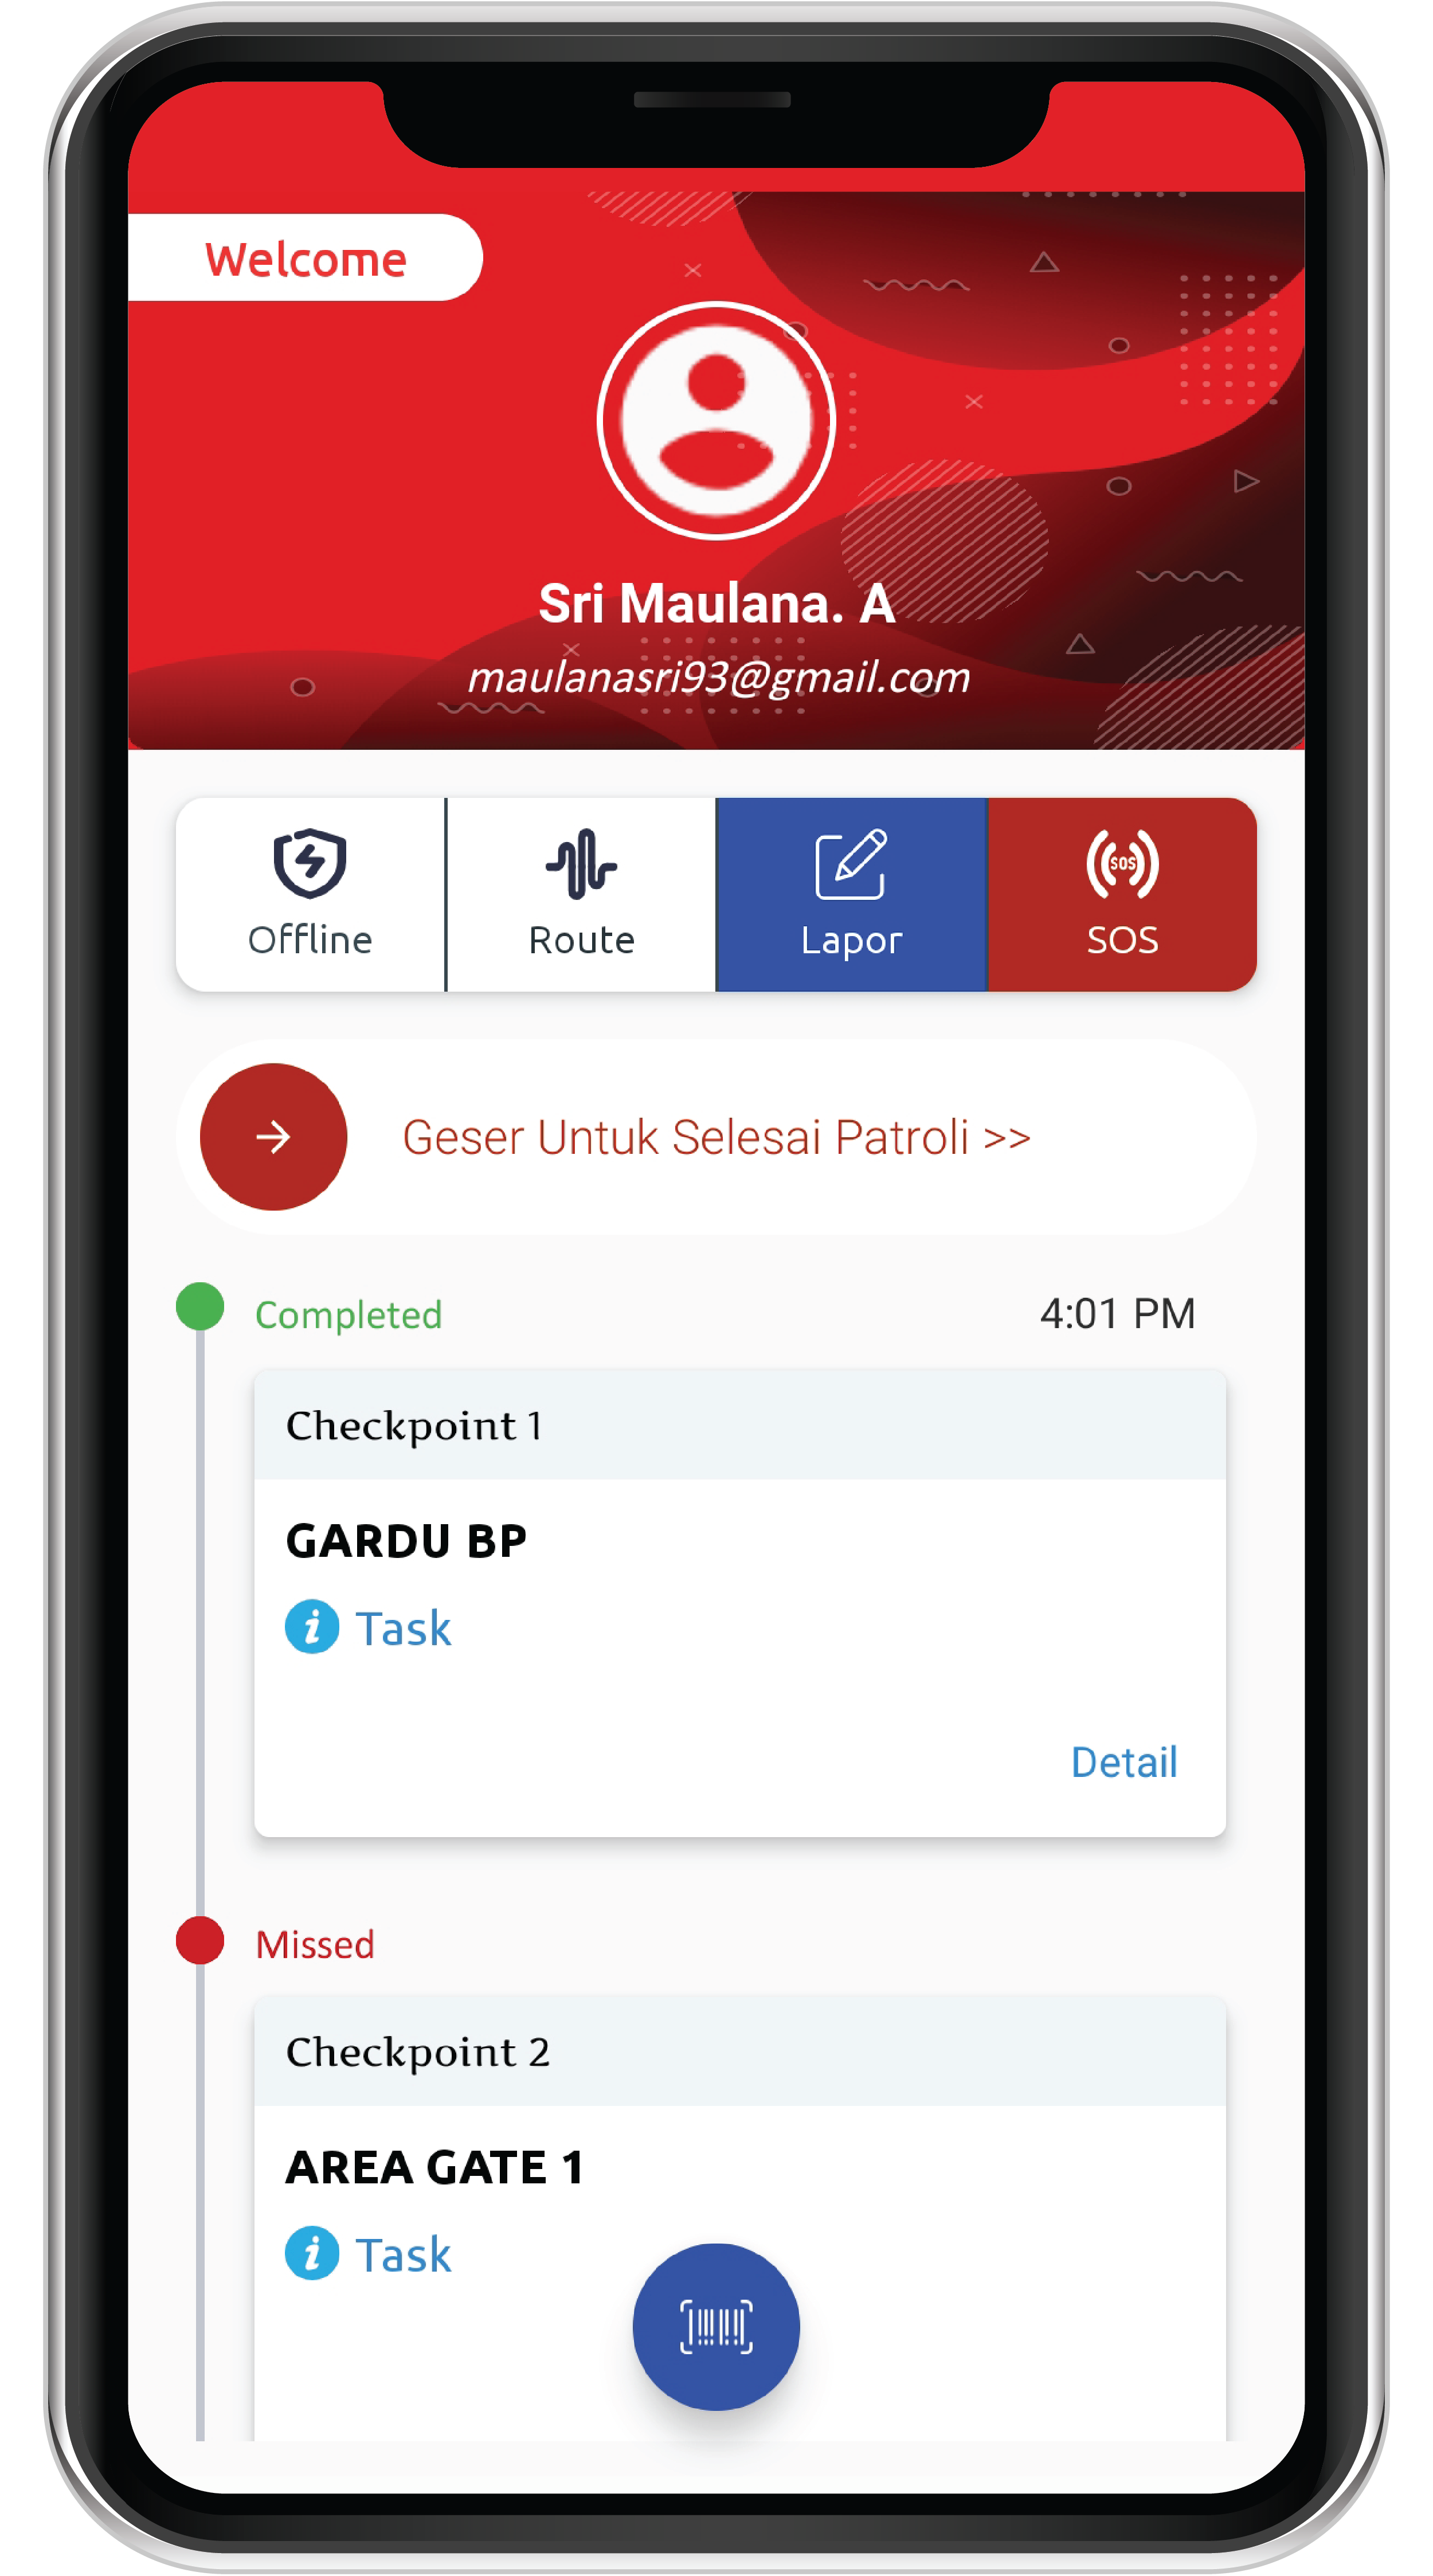 Welcome
Sri Maulana. A
maulanasri93@gmail.com
Offline
Route
Lapor
SOS
SOS
Geser Untuk Selesai Patroli >>
Completed
4:01 PM
Checkpoint 1
GARDU BP
i Task
Detail
Missed
Checkpoint 2
AREA GATE 1
i Task